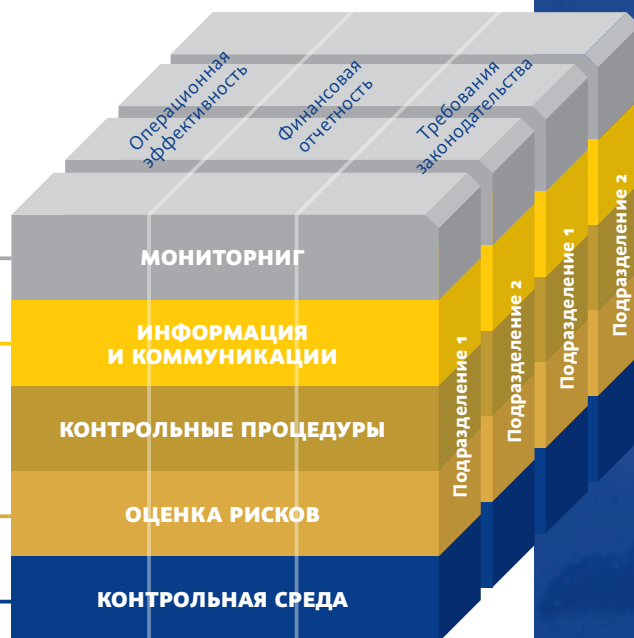 Операционная
эффективность
Финансовая
отчетность
Требования
законодательства
МОНИТОРНИГ
ИНФОРМАЦИЯ
И КОММУНИКАЦИИ
КОНТРОЛЬНЫЕ ПРОЦЕДУРЫ
ОЦЕНКА РИСКОВ
КОНТРОЛЬНАЯ СРЕДА
Подразделение 1
Подразделение 2
Подразделение 1
Подразделение 2